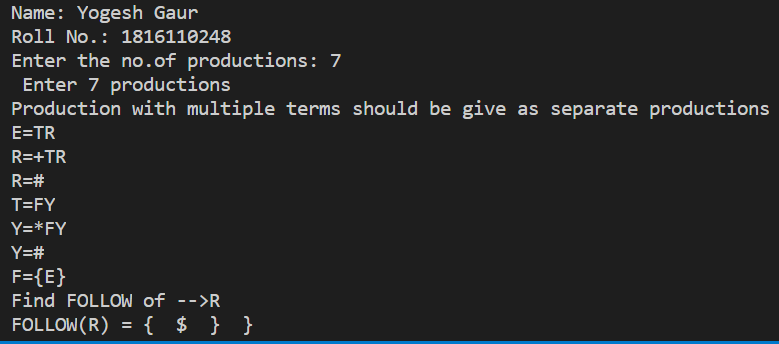 Name: Yogesh Gaur
Roll No.: 1816110248
Enter the no.of productions: 7
 Enter 7 productions
Production with multiple terms should be give as separate productions
E=TR
R=+TR
R=#
T=FY
Y=*FY
Y=#
F={E}
Find FOLLOW of -->R
FOLLOW(R) = {  $  }  }